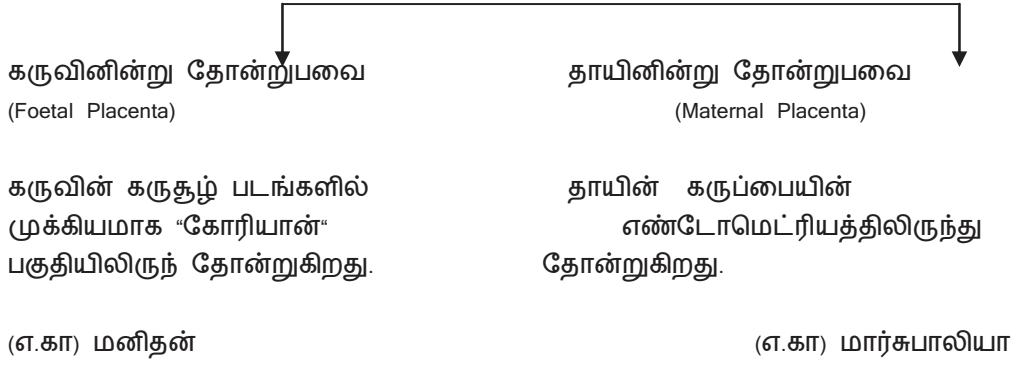 கருவினின்று தோன்றுபவை
(Foetal Placenta)
கருவின் கருசூழ் படங்களில்
முக்கியமாக “கோரியான்“
பகுதியிலிருந் தோன்றுகிறது.
(எ.கா) மனிதன்
தாயினின்று தோன்றுபவை
(Maternal Placenta)
தாயின் கருப்பையின்
எண்டோமெட்ரியத்திலிருந்து
தோன்றுகிறது.
(எ.கா) மார்சுபாலியா